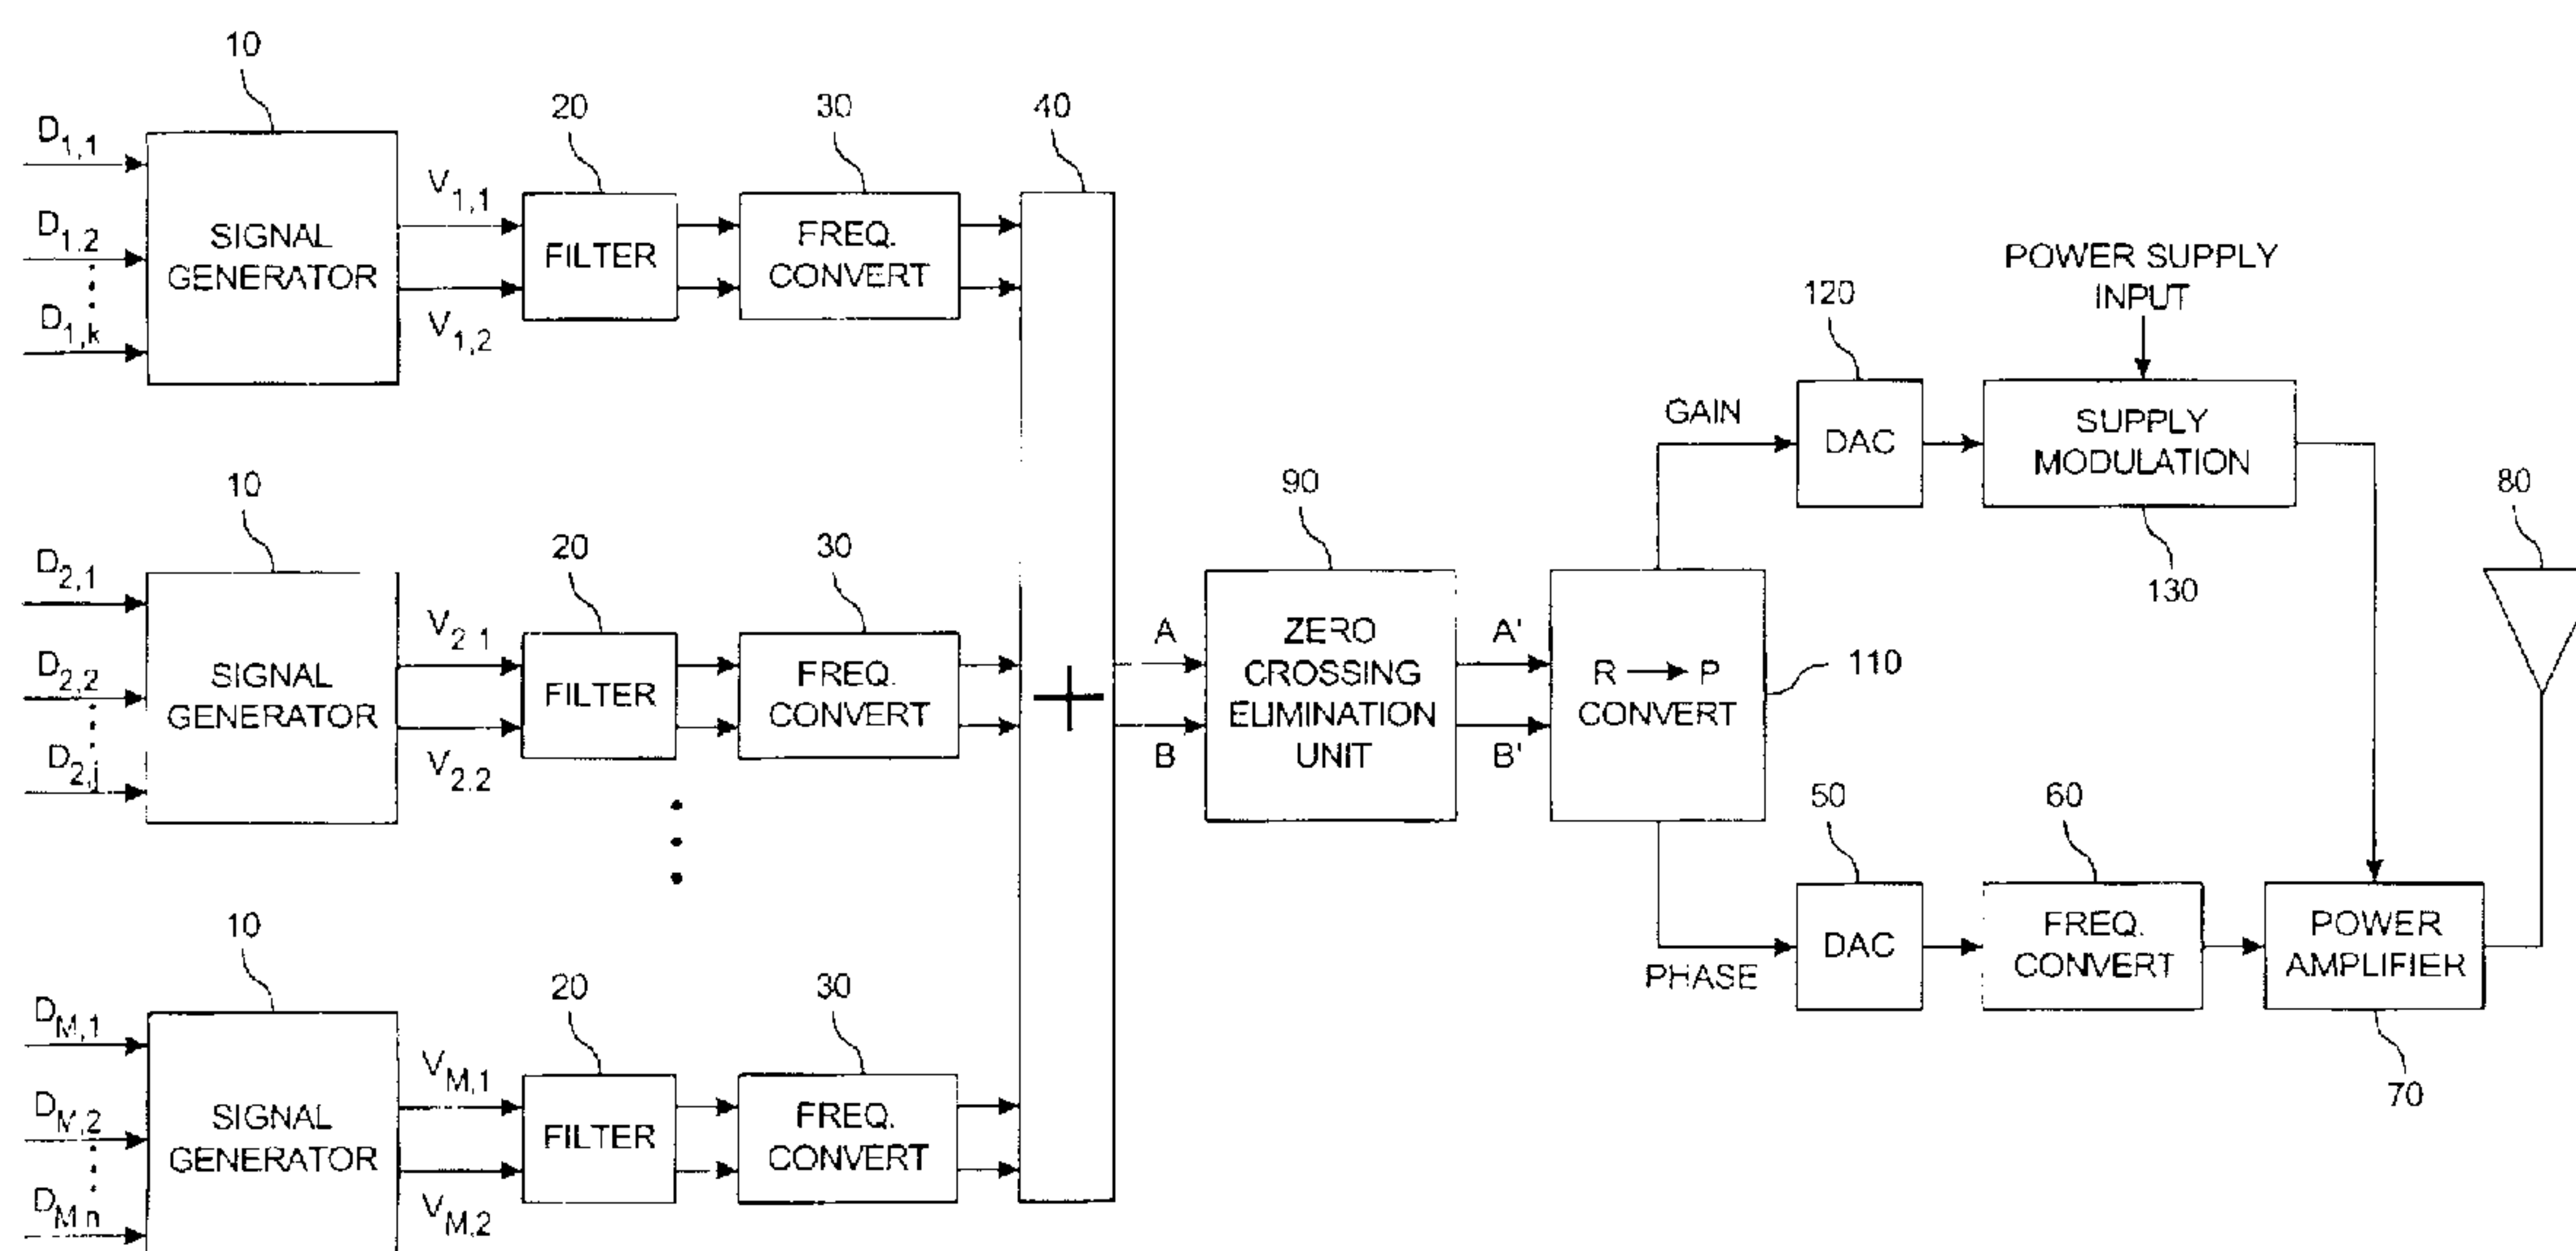 10
20
30
40
D1,1
D1,2
D1,k
SIGNAL
GENERATOR
V1,1
V1,2
FILTER
FREQ.
CONVERT
10
20
30
D2,1
D2,2
D2,j
SIGNAL
GENERATOR
V2,1
V2,2
FILTER
FREQ.
CONVERT
10
20
30
DM,1
DM,2
DM,n
SIGNAL
GENERATOR
VM,1
VM,2
FILTER
FREQ.
CONVERT
+
A
B
90
ZERO
CROSSING
ELIMINATION
UNIT
A'
B'
R → P
CONVERT
110
GAIN
120
DAC
POWER SUPPLY
INPUT
SUPPLY
MODULATION
130
80
PHASE
50
DAC
60
FREQ.
CONVERT
POWER
AMPLIFIER
70